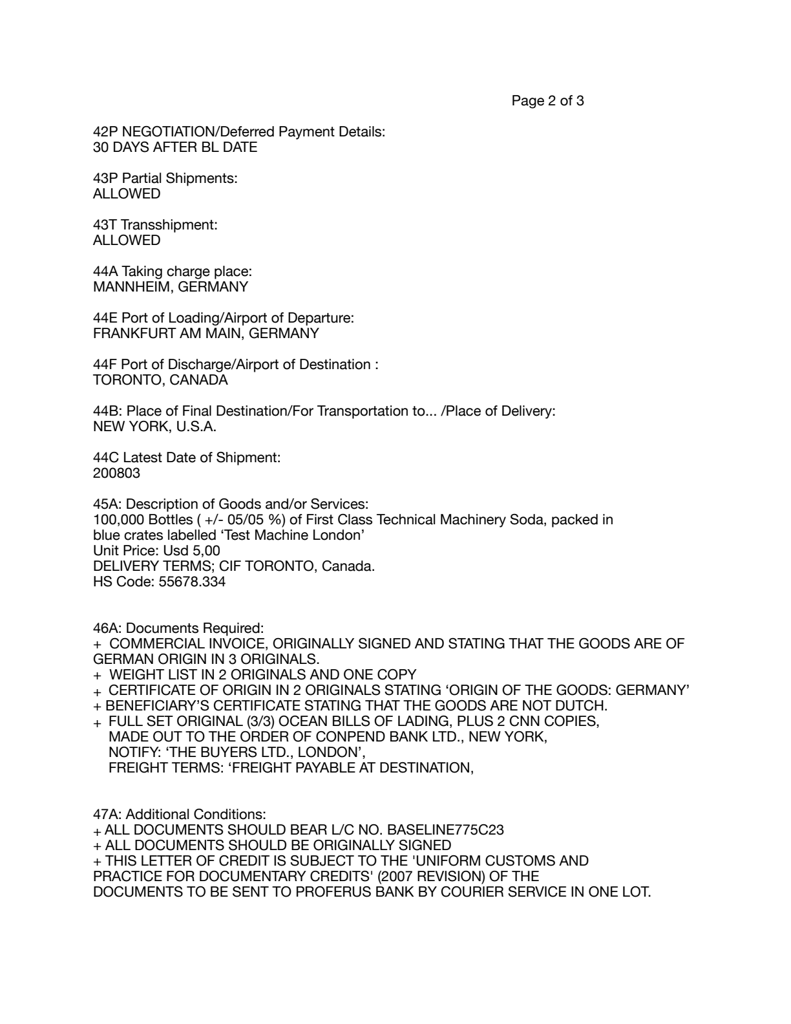 Page 2 of 3
42P NEGOTIATION/Deferred Payment Details:
30 DAYS AFTER BL DATE
43P Partial Shipments:
ALLOWED
43T Transshipment:
ALLOWED
44A Taking charge place:
MANNHEIM, GERMANY
44E Port of Loading/Airport of Departure:
FRANKFURT AM MAIN, GERMANY
44F Port of Discharge/Airport of Destination :
TORONTO, CANADA
44B: Place of Final Destination/For Transportation to... /Place of Delivery:
NEW YORK, U.S.A.
44C Latest Date of Shipment:
200803
45A: Description of Goods and/or Services:
100,000 Bottles ( +/- 05/05 %) of First Class Technical Machinery Soda, packed in
blue crates labelled ‘Test Machine London’
Unit Price: Usd 5,00
DELIVERY TERMS; CIF TORONTO, Canada.
HS Code: 55678.334
46A: Documents Required:
+ COMMERCIAL INVOICE, ORIGINALLY SIGNED AND STATING THAT THE GOODS ARE OF
GERMAN ORIGIN IN 3 ORIGINALS.
+ WEIGHT LIST IN 2 ORIGINALS AND ONE COPY
+ CERTIFICATE OF ORIGIN IN 2 ORIGINALS STATING ‘ORIGIN OF THE GOODS: GERMANY’
+ BENEFICIARY’S CERTIFICATE STATING THAT THE GOODS ARE NOT DUTCH.
+ FULL SET ORIGINAL (3/3) OCEAN BILLS OF LADING, PLUS 2 CNN COPIES,
MADE OUT TO THE ORDER OF CONPEND BANK LTD., NEW YORK,
NOTIFY: ‘THE BUYERS LTD., LONDON’,
FREIGHT TERMS: ‘FREIGHT PAYABLE AT DESTINATION,
47A: Additional Conditions:
+ ALL DOCUMENTS SHOULD BEAR L/C NO. BASELINE775C23
+ ALL DOCUMENTS SHOULD BE ORIGINALLY SIGNED
+ THIS LETTER OF CREDIT IS SUBJECT TO THE 'UNIFORM CUSTOMS AND
PRACTICE FOR DOCUMENTARY CREDITS' (2007 REVISION) OF THE
DOCUMENTS TO BE SENT TO PROFERUS BANK BY COURIER SERVICE IN ONE LOT.